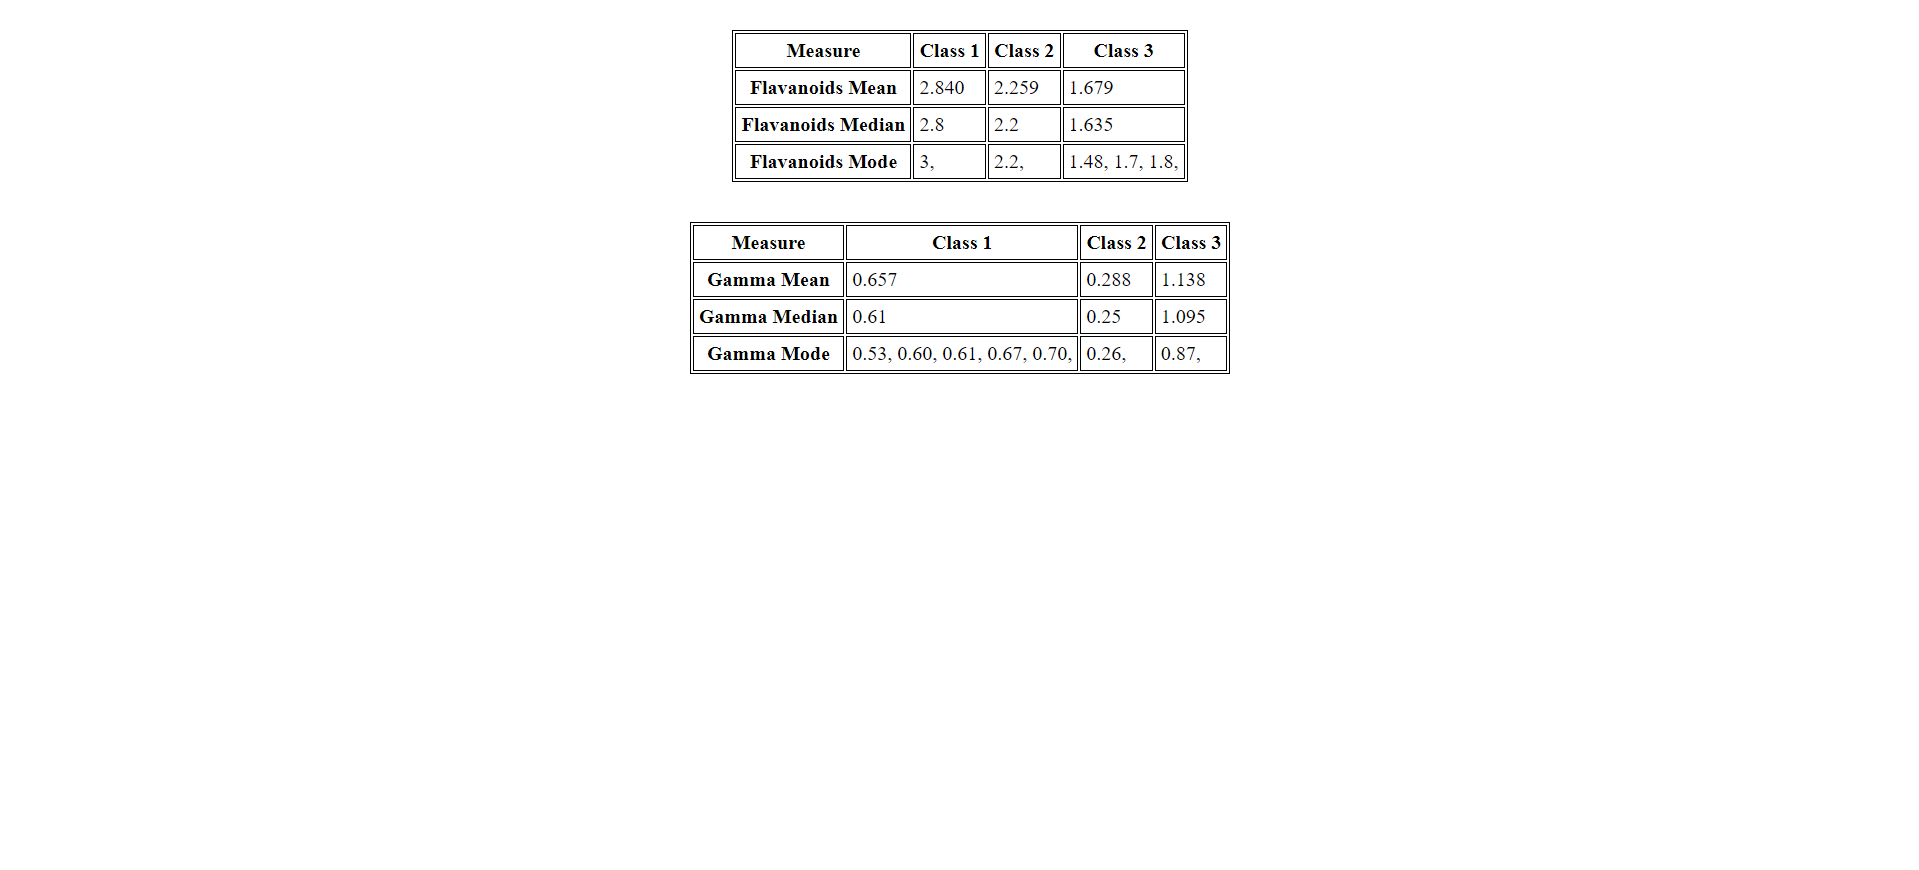 Measure Class 1 Class 2 Class 3
Flavanoids Mean 2.840 2.259 1.679
Flavanoids Median 2.8 2.2 1.635
Flavanoids Mode 3, 2.2, 1.48, 1.7, 1.8,
Measure Class 1 Class 2 Class 3
Gamma Mean 0.657 0.288 1.138
Gamma Median 0.61 0.25 1.095
Gamma Mode 0.53, 0.60, 0.61, 0.67, 0.70, 0.26, 0.87,